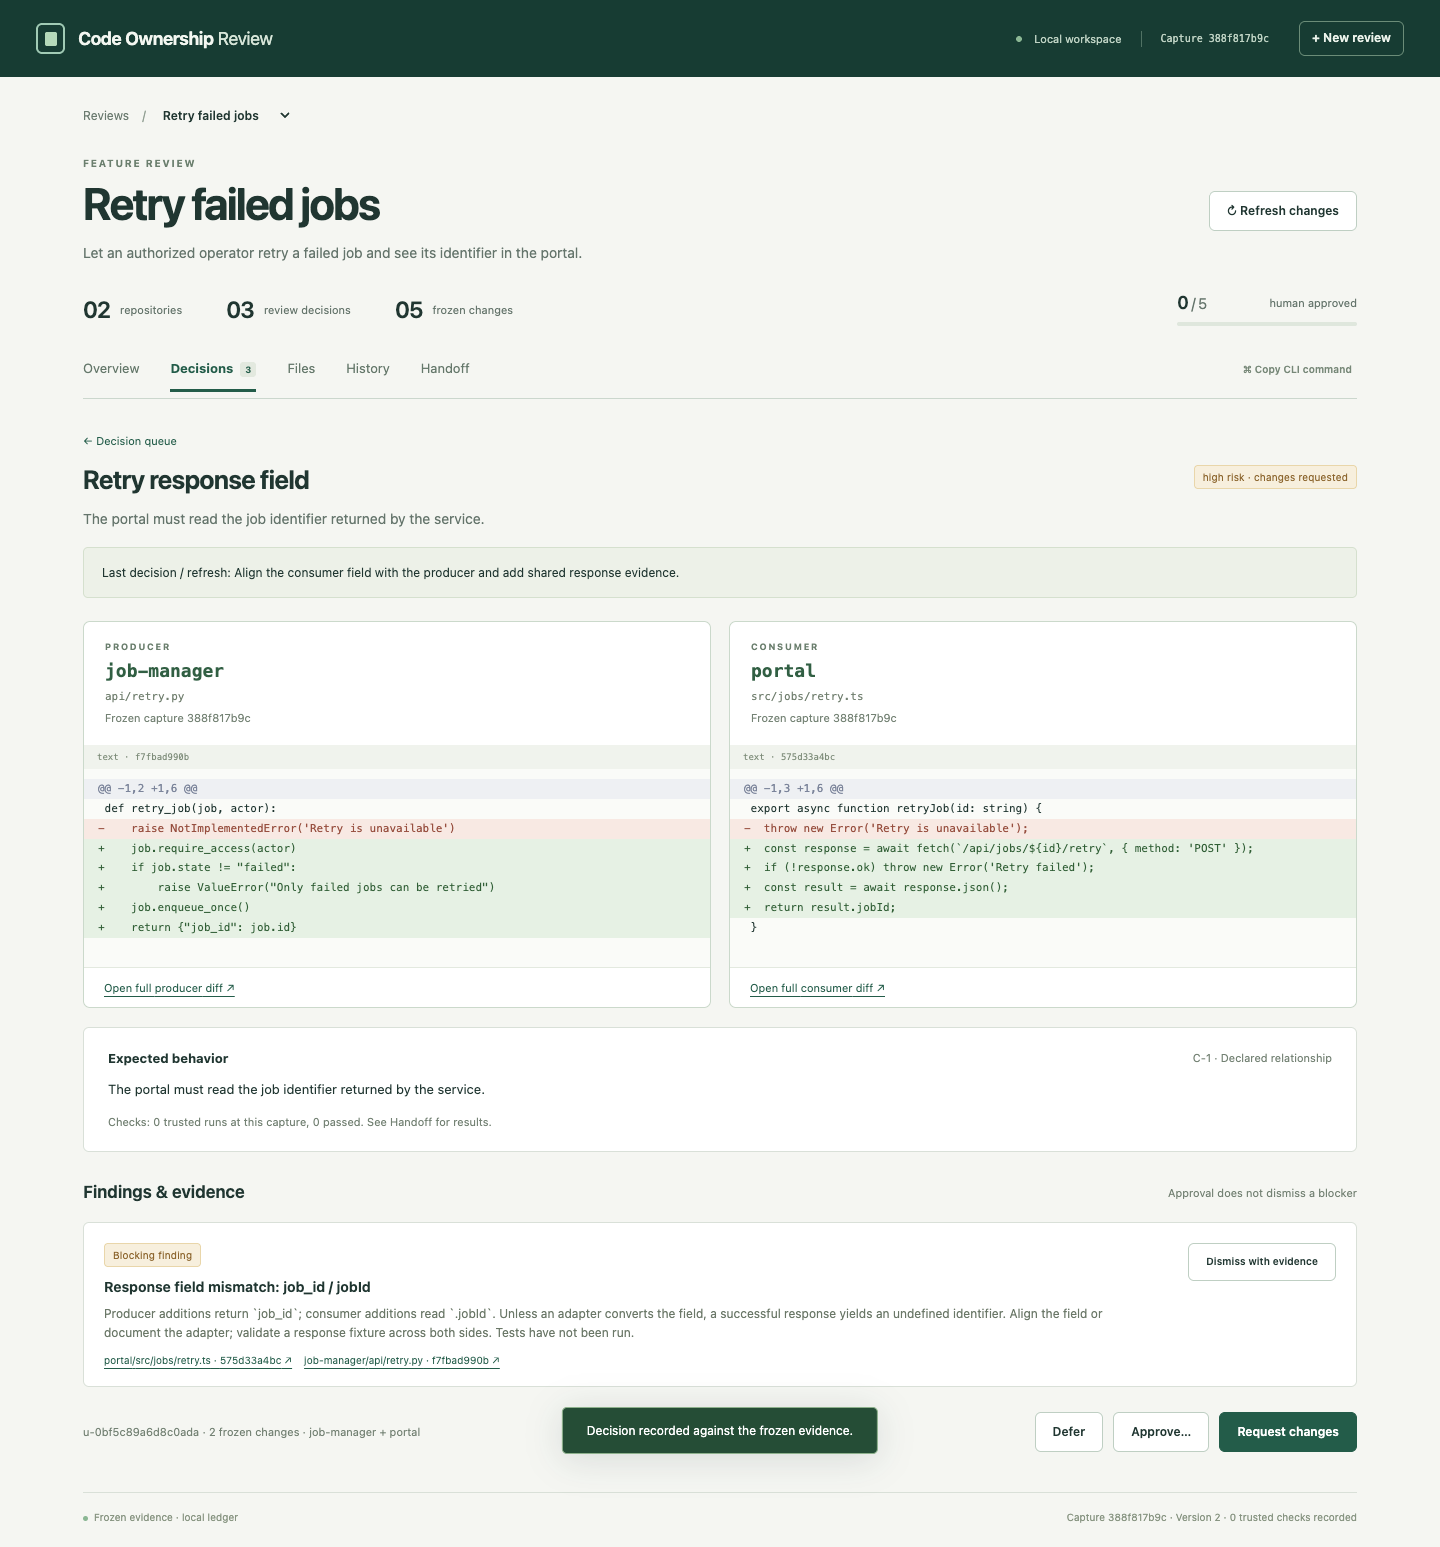 Code Ownership Review
Local workspace
Capture 388f817b9c
+ New review
Reviews / Retry failed jobs
FEATURE REVIEW
Retry failed jobs
↻ Refresh changes
Let an authorized operator retry a failed job and see its identifier in the portal.
02 repositories
03 review decisions
05 frozen changes
0/5 human approved
Overview
Decisions 3
Files
History
Handoff
⌘ Copy CLI command
← Decision queue
Retry response field
high risk · changes requested
The portal must read the job identifier returned by the service.
Last decision / refresh: Align the consumer field with the producer and add shared response evidence.
PRODUCER
job-manager
api/retry.py
Frozen capture 388f817b9c
text · f7fbad990b
@@ -1,2 +1,6 @@
def retry_job(job, actor):
-    raise NotImplementedError('Retry is unavailable')
+    job.require_access(actor)
+    if job.state != "failed":
+        raise ValueError("Only failed jobs can be retried")
+    job.enqueue_once()
+    return {"job_id": job.id}
Open full producer diff ↗
CONSUMER
portal
src/jobs/retry.ts
Frozen capture 388f817b9c
text · 575d33a4bc
@@ -1,3 +1,6 @@
export async function retryJob(id: string) {
-  throw new Error('Retry is unavailable');
+  const response = await fetch(`/api/jobs/${id}/retry`, { method: 'POST' });
+  if (!response.ok) throw new Error('Retry failed');
+  const result = await response.json();
+  return result.jobId;
}
Open full consumer diff ↗
Expected behavior
C-1 · Declared relationship
The portal must read the job identifier returned by the service.
Checks: 0 trusted runs at this capture, 0 passed. See Handoff for results.
Findings & evidence
Approval does not dismiss a blocker
Blocking finding
Dismiss with evidence
Response field mismatch: job_id / jobId
Producer additions return `job_id`; consumer additions read `.jobId`. Unless an adapter converts the field, a successful response yields an undefined identifier. Align the field or
document the adapter; validate a response fixture across both sides. Tests have not been run.
portal/src/jobs/retry.ts · 575d33a4bc ↗
job-manager/api/retry.py · f7fbad990b ↗
u-0bf5c89a6d8c0ada · 2 frozen changes · job-manager + portal
Decision recorded against the frozen evidence.
Defer
Approve...
Request changes
Frozen evidence · local ledger
Capture 388f817b9c · Version 2 · 0 trusted checks recorded